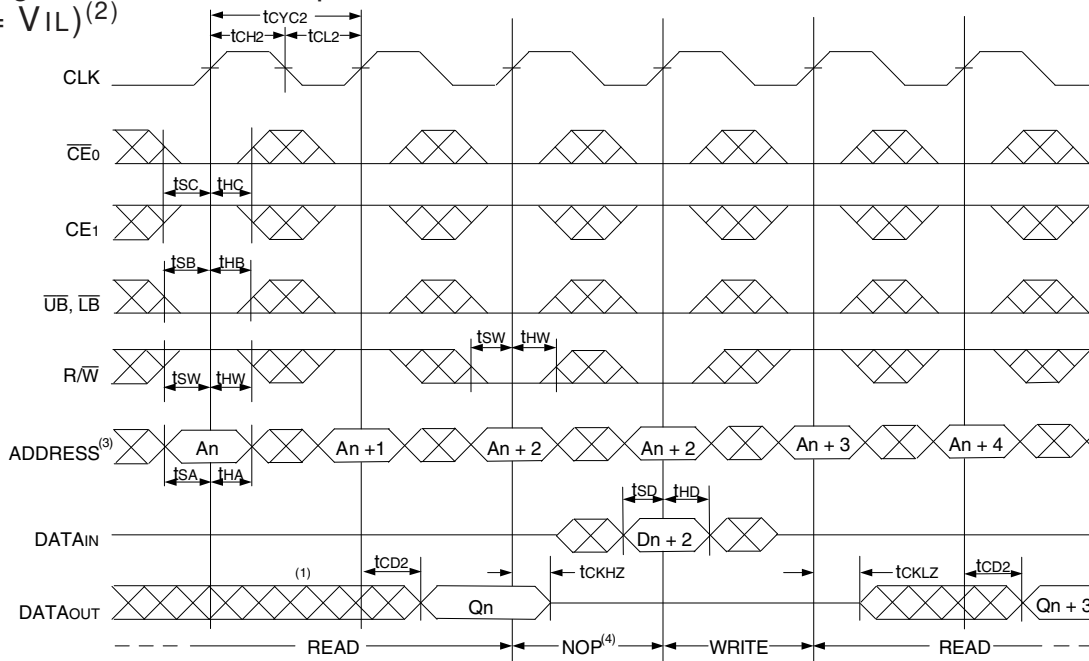 = VIL)(2)
tCYC2
tCH2 tCL2
CLK
CE0
tSC tHC
CE1
tSB tHB
UB, LB
tSW tHW
R/W
tSW tHW
ADDRESS(3) An An +1 An + 2 An + 2 An + 3 An + 4
tSA tHA
tSD tHD
DATAIN Dn + 2
tCD2 tCKHZ tCKLZ tCD2
(1)
DATAOUT Qn Qn + 3
READ NOP(4) WRITE READ